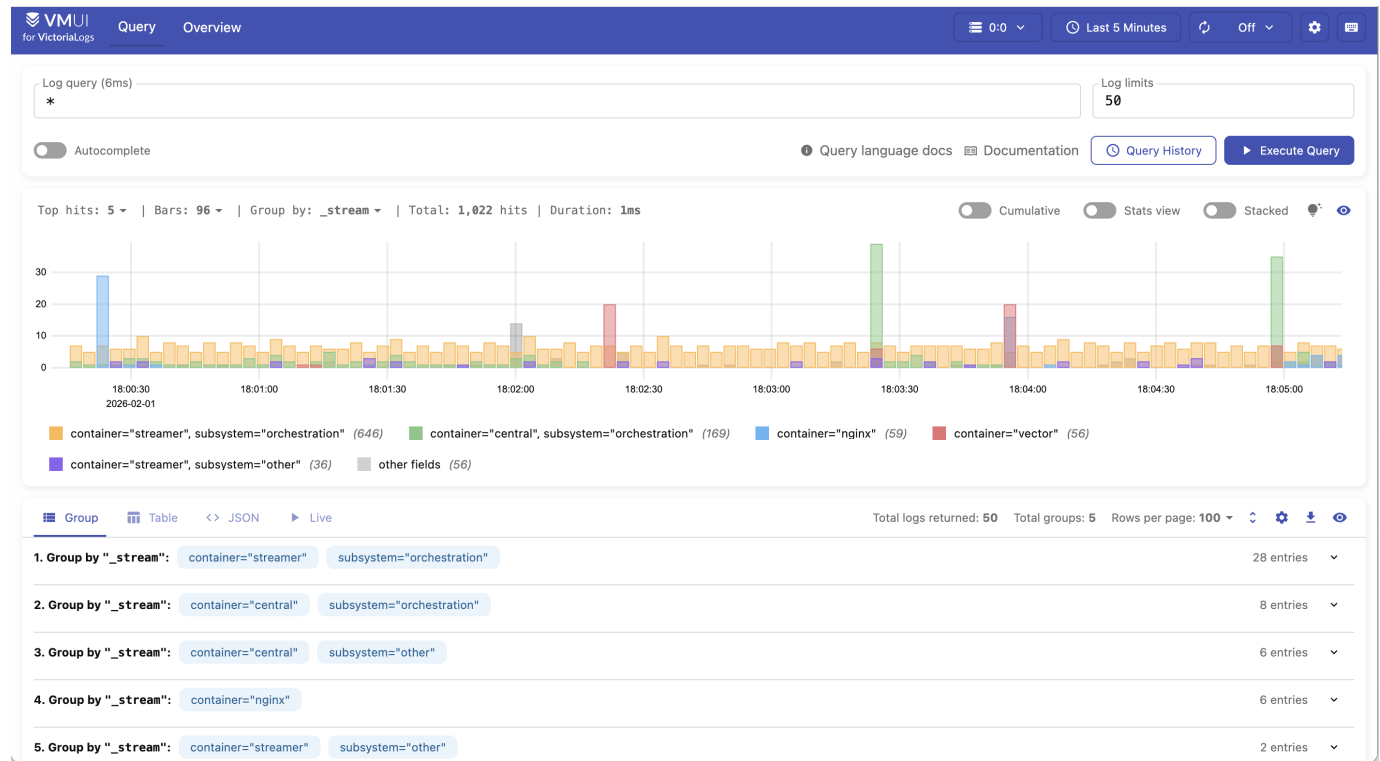 VMUI Query Overview 0:0 Last 5 Minutes Off
for VictoriaLogs
Log query (6ms) Log limits
* 50
Autocomplete Query language docs Documentation Query History Execute Query
Top hits: 5 | Bars: 96 | Group by: _stream | Total: 1,022 hits | Duration: 1ms Cumulative Stats view Stacked
30
20
10
0
18:00:30 18:01:00 18:01:30 18:02:00 18:02:30 18:03:00 18:03:30 18:04:00 18:04:30 18:05:00
2026-02-01
container="streamer", subsystem="orchestration" (646) container="central", subsystem="orchestration" (169) container="nginx" (59) container="vector" (56)
container="streamer", subsystem="other" (36) other fields (56)
Group Table <> JSON Live Total logs returned: 50 Total groups: 5 Rows per page: 100
1. Group by "_stream": container="streamer" subsystem="orchestration" 28 entries
2. Group by "_stream": container="central" subsystem="orchestration" 8 entries
3. Group by "_stream": container="central" subsystem="other" 6 entries
4. Group by "_stream": container="nginx" 6 entries
5. Group by "_stream": container="streamer" subsystem="other" 2 entries